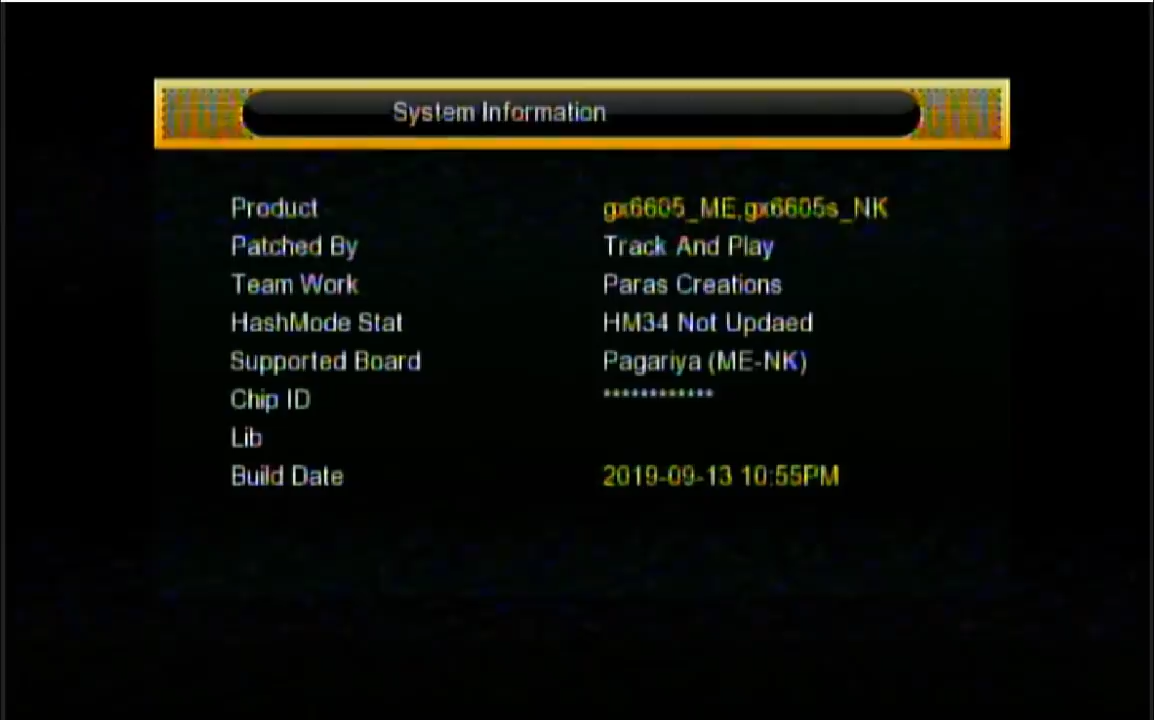 System Information
Product gx6605_ME,gx6605s_NK
Patched By Track And Play
Team Work Paras Creations
HashMode Stat HM34 Not Updaed
Supported Board Pagariya (ME-NK)
Chip ID ************
Lib
Build Date 2019-09-13 10:55PM